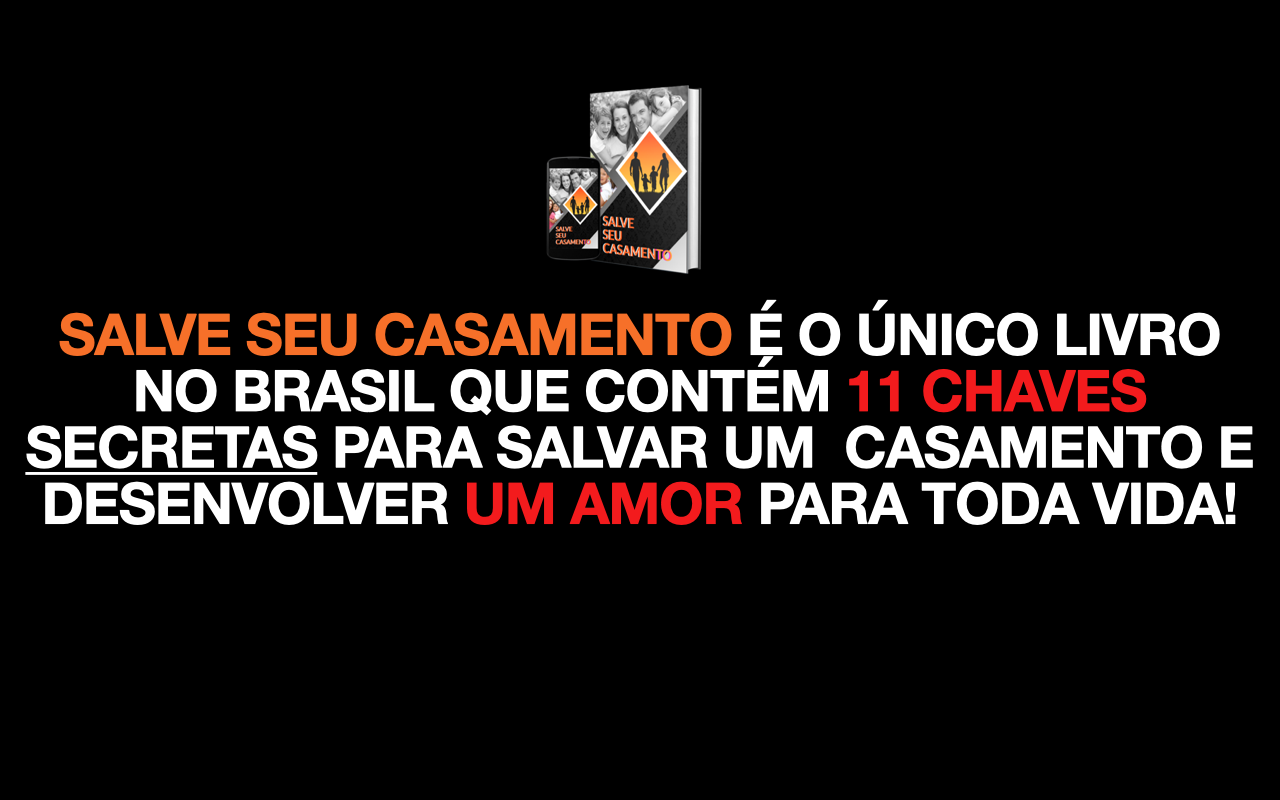 SALVE
SEU
CASAMENTO
SALVE
SEU
CASAMENTO
SALVE SEU CASAMENTO É O ÚNICO LIVRO
NO BRASIL QUE CONTÉM 11 CHAVES
SECRETAS PARA SALVAR UM  CASAMENTO E
DESENVOLVER UM AMOR PARA TODA VIDA!